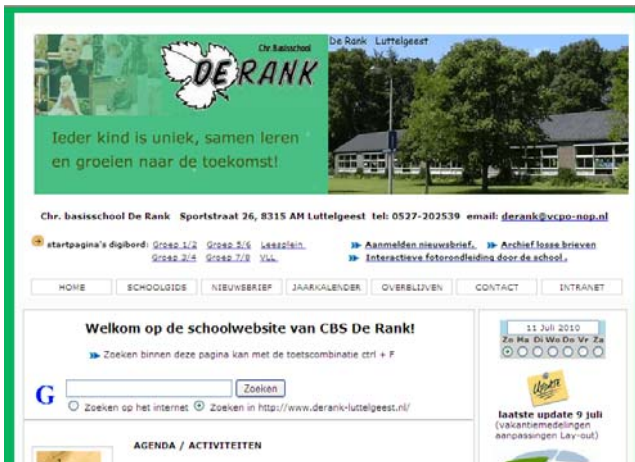 Chr. Basisschool
DE RANK
De Rank Luttelgeest
Ieder kind is uniek, samen leren
en groeien naar de toekomst!
Chr. basisschool De Rank Sportstraat 26, 8315 AM Luttelgeest tel: 0527-202539 email: derank@vcpo-nop.nl
startpagina's digibord: Groep 1/2 Groep 5/6 Leesplein Aanmelden nieuwsbrief. Archief losse brieven
Groep 3/4 Groep 7/8 VLL Interactieve fotorondleiding door de school.
HOME SCHOOLGIDS NIEUWSBRIEF JAARKALENDER OVERBLIJVEN CONTACT INTRANET
Welkom op de schoolwebsite van CBS De Rank!
Zoeken binnen deze pagina kan met de toetscombinatie ctrl + F
G Zoeken
Zoeken op het internet Zoeken in http://www.derank-luttelgeest.nl/
AGENDA / ACTIVITEITEN
11 Juli 2010
Zo Ma Di Wo Do Vr Za
UPDATE
laatste update 9 juli
(vakantiemedelingen
aanpassingen Lay-out)